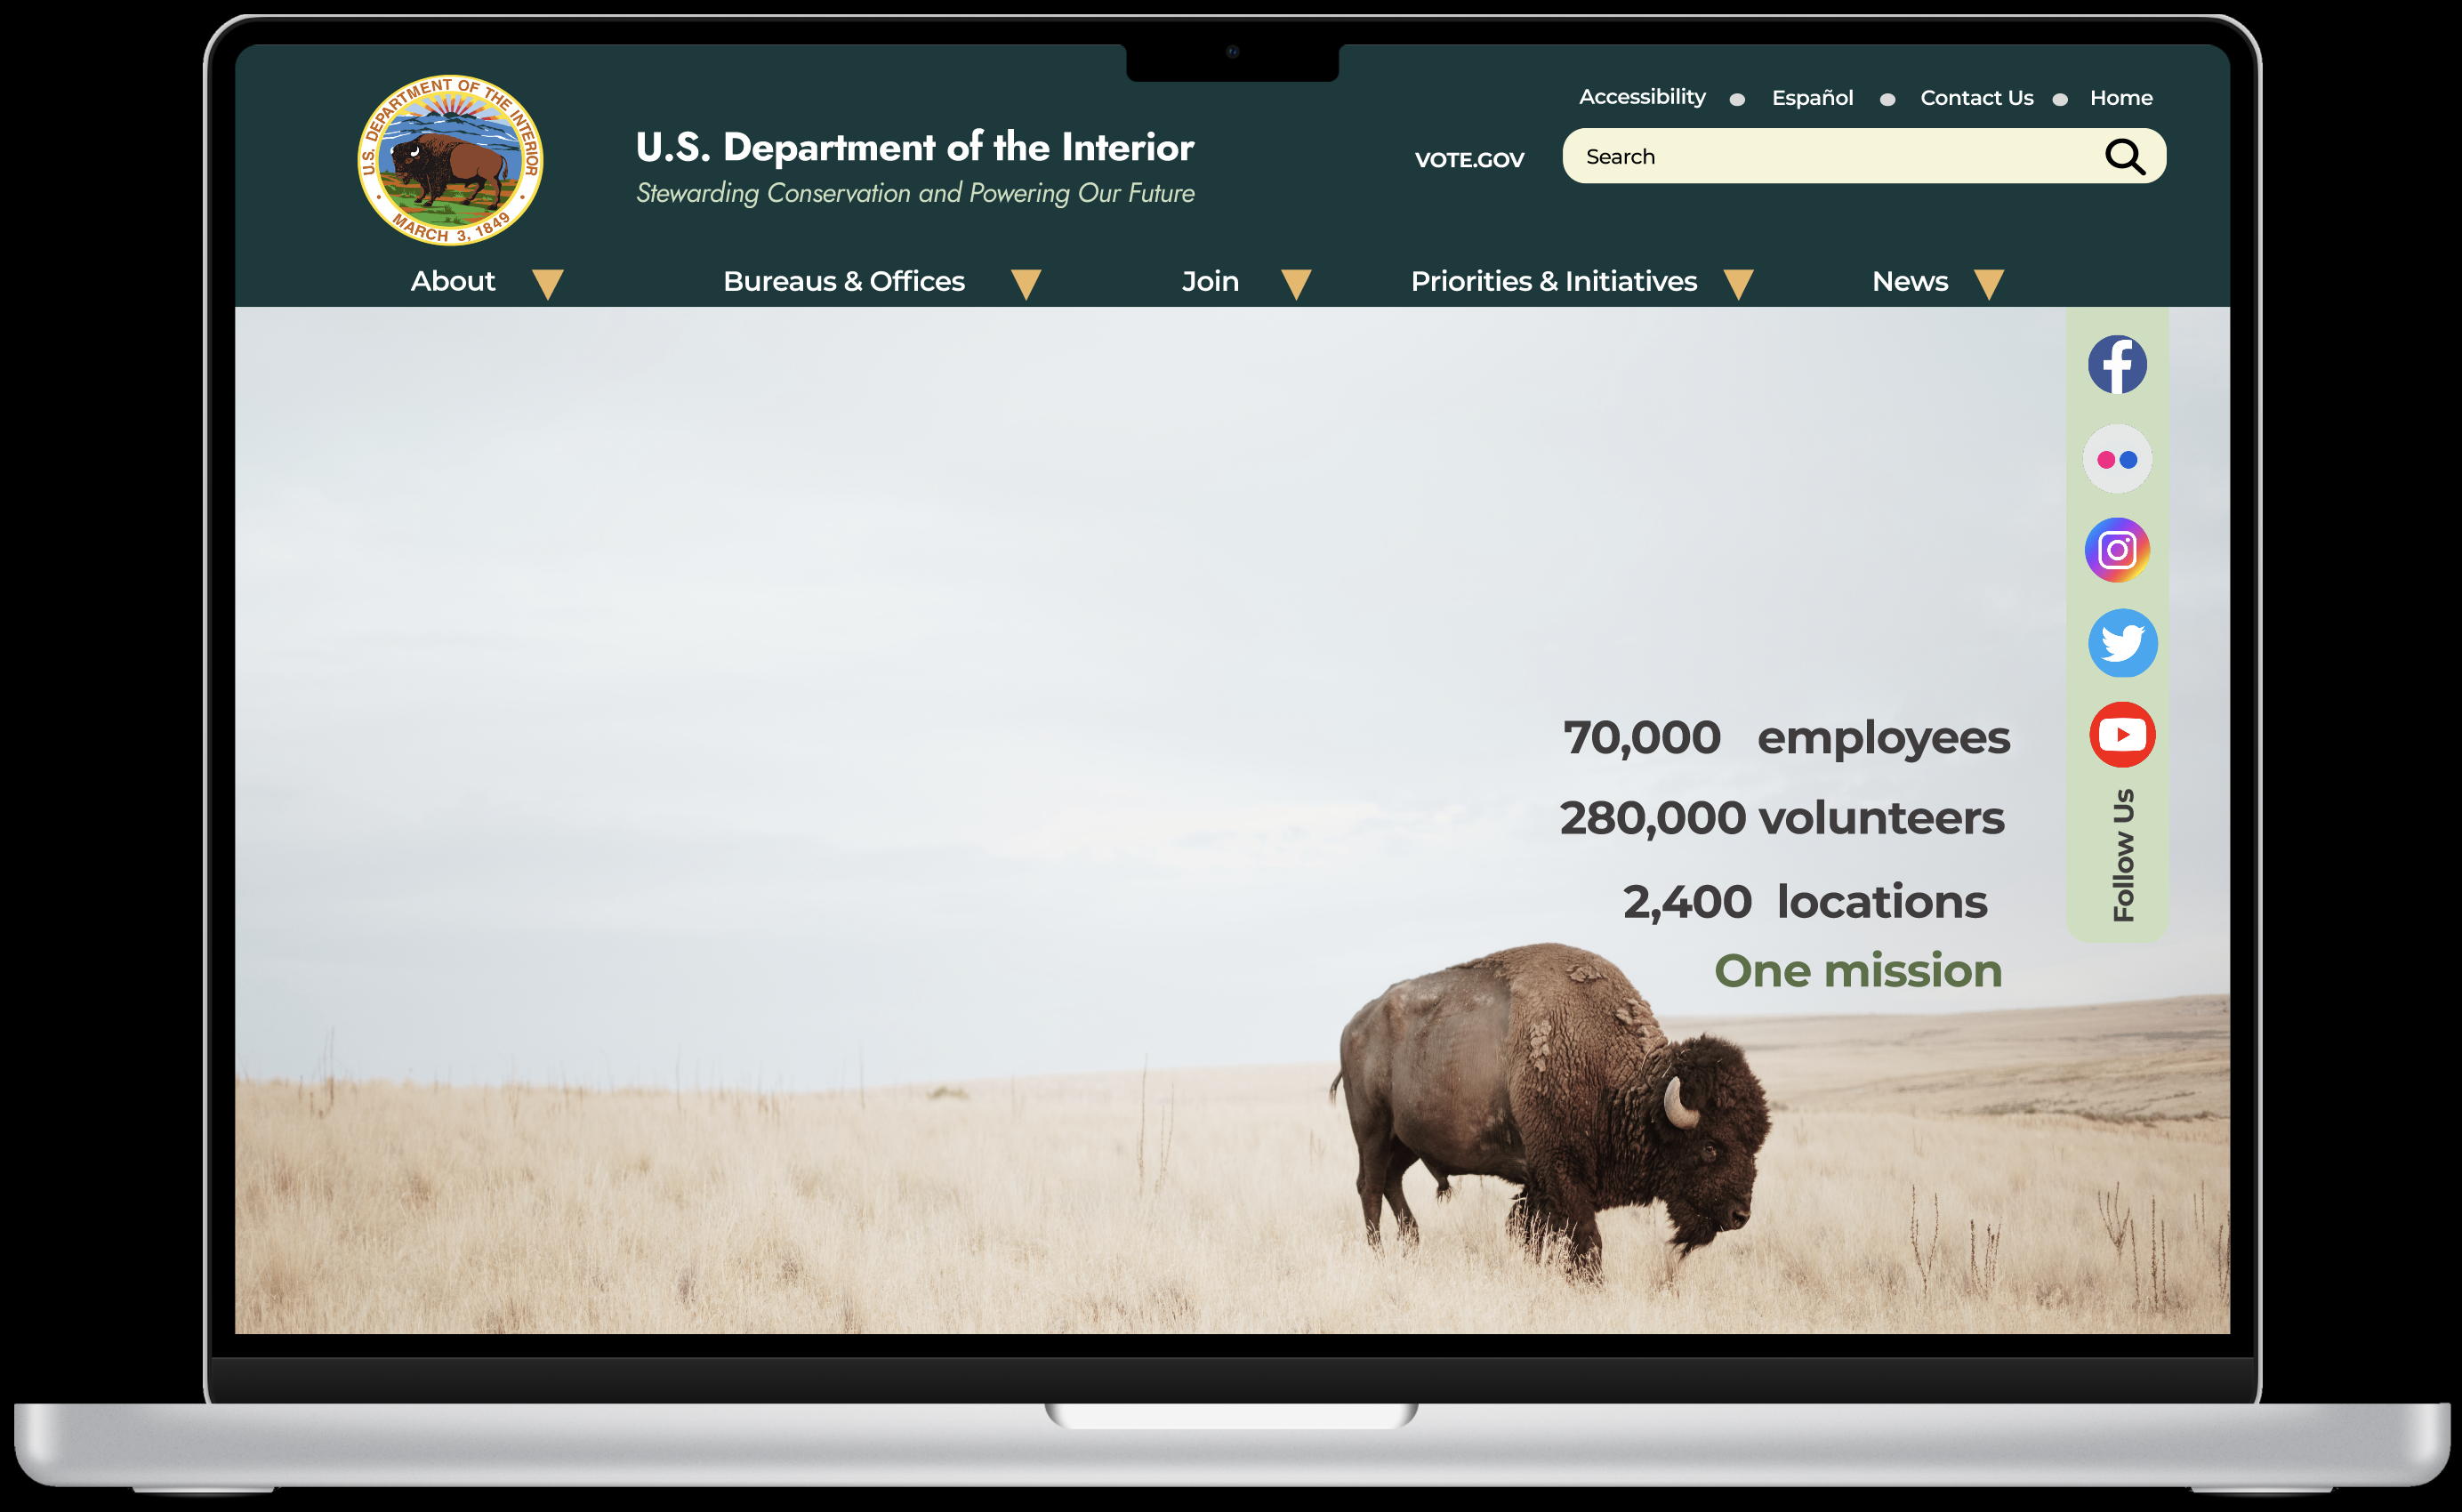 U.S. DEPARTMENT OF THE INTERIOR
MARCH 3, 1849
U.S. Department of the Interior
Stewarding Conservation and Powering Our Future
Accessibility Español Contact Us Home
VOTE.GOV
Search
About Bureaus & Offices Join Priorities & Initiatives News
70,000 employees
280,000 volunteers
2,400 locations
One mission
Follow Us